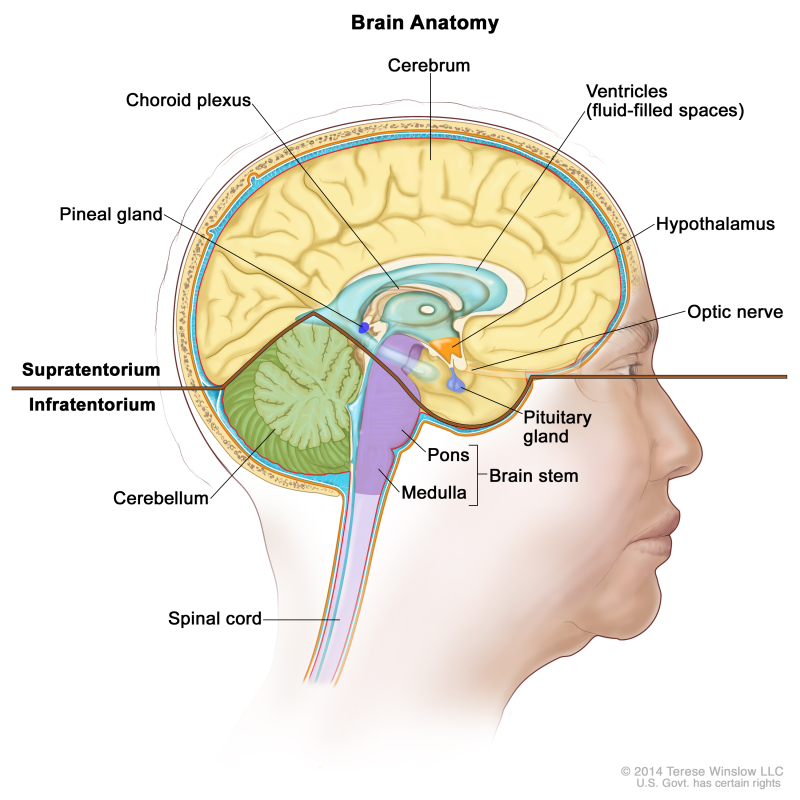 Brain Anatomy
Cerebrum
Choroid plexus
Ventricles
(fluid-filled spaces)
Pineal gland
Hypothalamus
Optic nerve
Supratentorium
Infratentorium
Pituitary
gland
Pons
Brain stem
Medulla
Cerebellum
Spinal cord
© 2014 Terese Winslow LLC
U.S. Govt. has certain rights